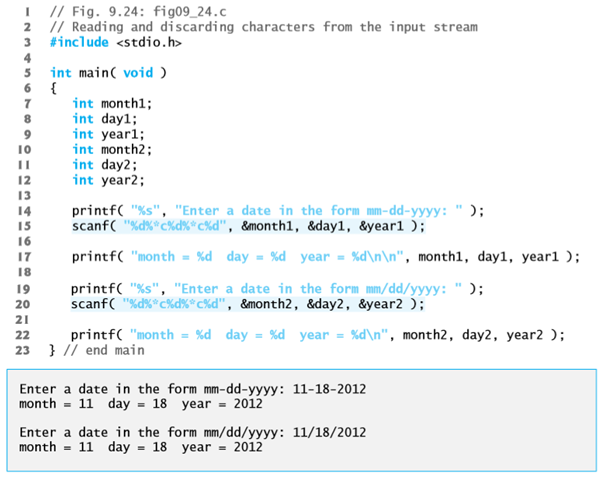 1 // Fig. 9.24: fig09_24.c
2 // Reading and discarding characters from the input stream
3 #include <stdio.h>
4
5 int main( void )
6 {
7 int month1;
8 int day1;
9 int year1;
10 int month2;
11 int day2;
12 int year2;
13
14 printf( "%s", "Enter a date in the form mm-dd-yyyy: " );
15 scanf( "%d%*c%d%*c%d", &month1, &day1, &year1 );
16
17 printf( "month = %d  day = %d  year = %d\n\n", month1, day1, year1 );
18
19 printf( "%s", "Enter a date in the form mm/dd/yyyy: " );
20 scanf( "%d%*c%d%*c%d", &month2, &day2, &year2 );
21
22 printf( "month = %d  day = %d  year = %d\n", month2, day2, year2 );
23 } // end main
Enter a date in the form mm-dd-yyyy: 11-18-2012
month = 11  day = 18  year = 2012
Enter a date in the form mm/dd/yyyy: 11/18/2012
month = 11  day = 18  year = 2012